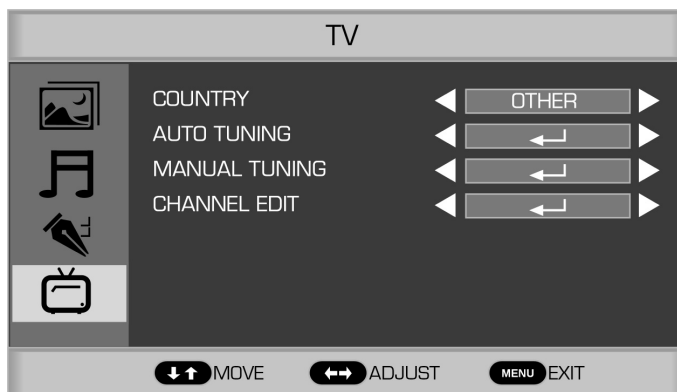 TV
COUNTRY OTHER
AUTO TUNING
MANUAL TUNING
CHANNEL EDIT
MOVE ADJUST MENU EXIT